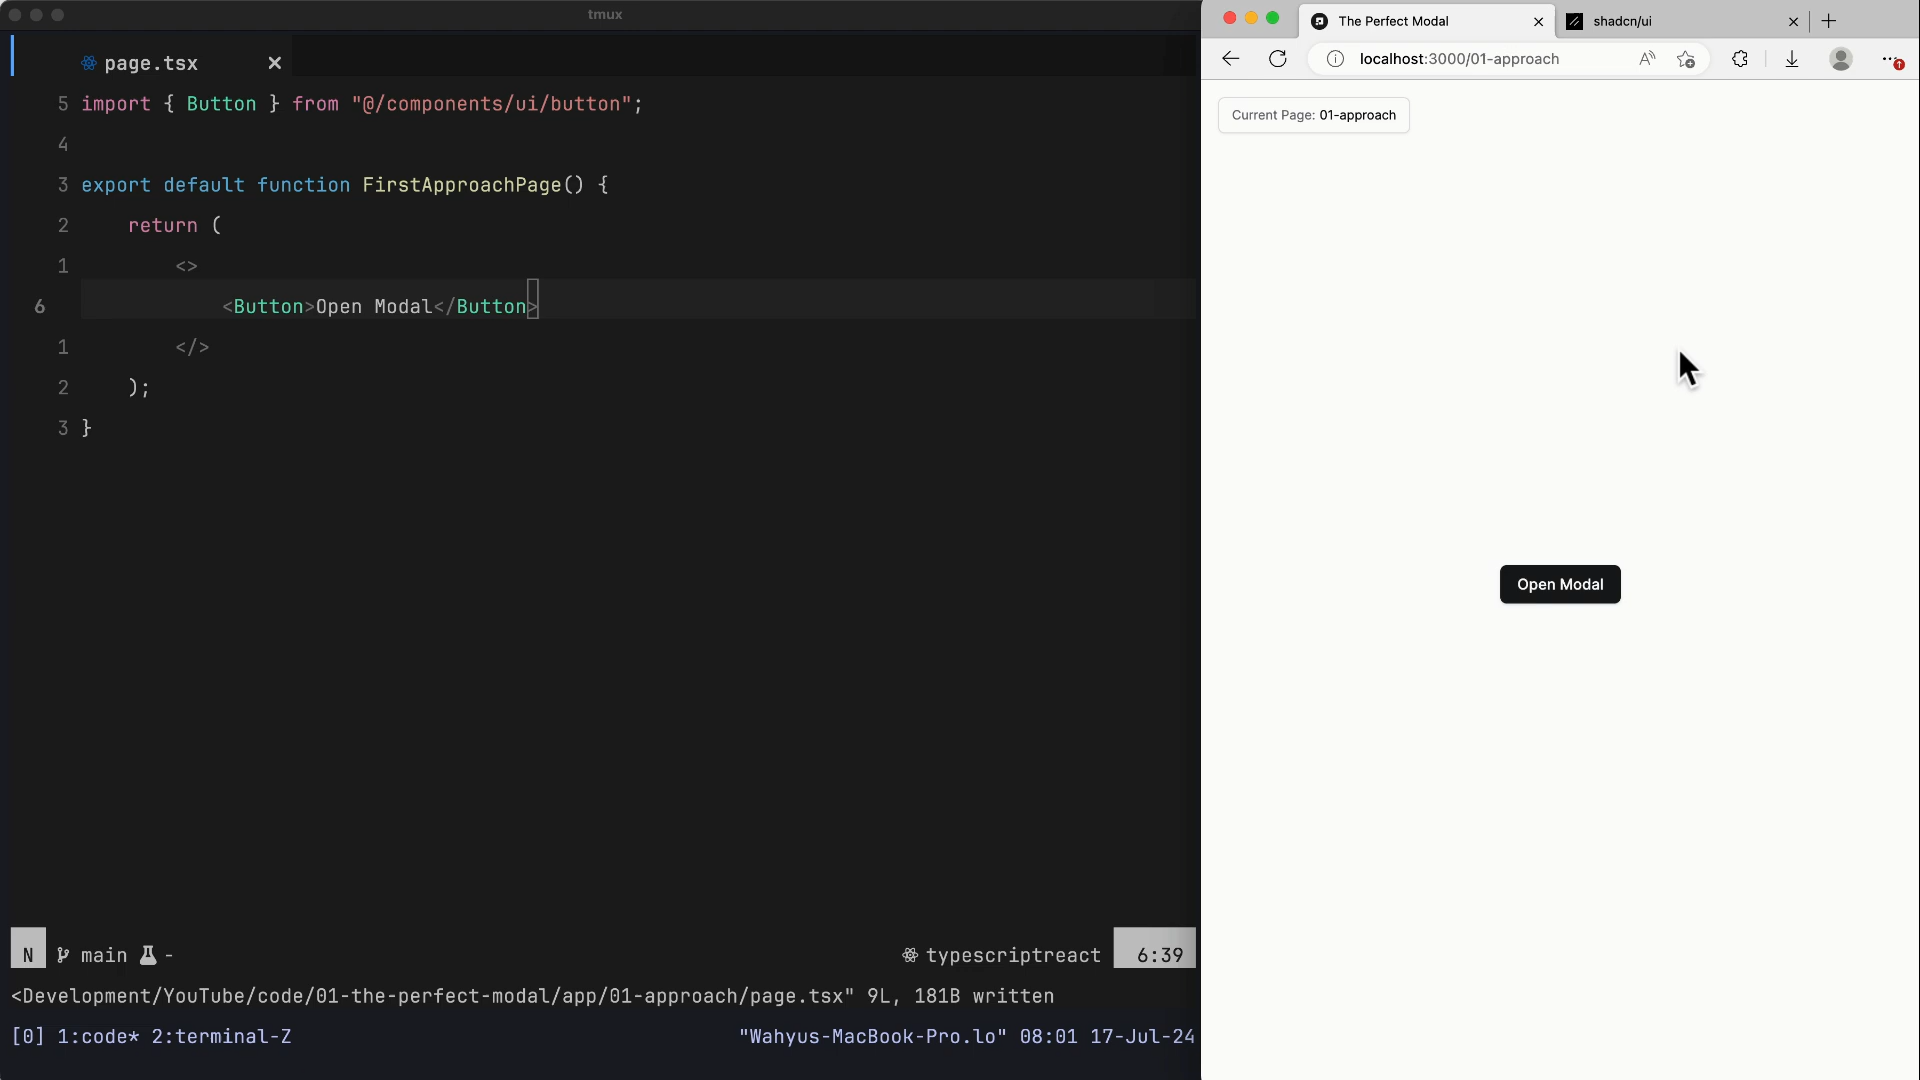 tmux
page.tsx
5 import { Button } from "@/components/ui/button";
4
3 export default function FirstApproachPage() {
2 return (
1 <>
6 <Button>Open Modal</Button>
1 </>
2 );
3 }
N main -
typescriptreact 6:39
<Development/YouTube/code/01-the-perfect-modal/app/01-approach/page.tsx" 9L, 181B written
[0] 1:code* 2:terminal-Z "Wahyus-MacBook-Pro.lo" 08:01 17-Jul-24
The Perfect Modal
shadcn/ui
localhost:3000/01-approach
Current Page: 01-approach
Open Modal